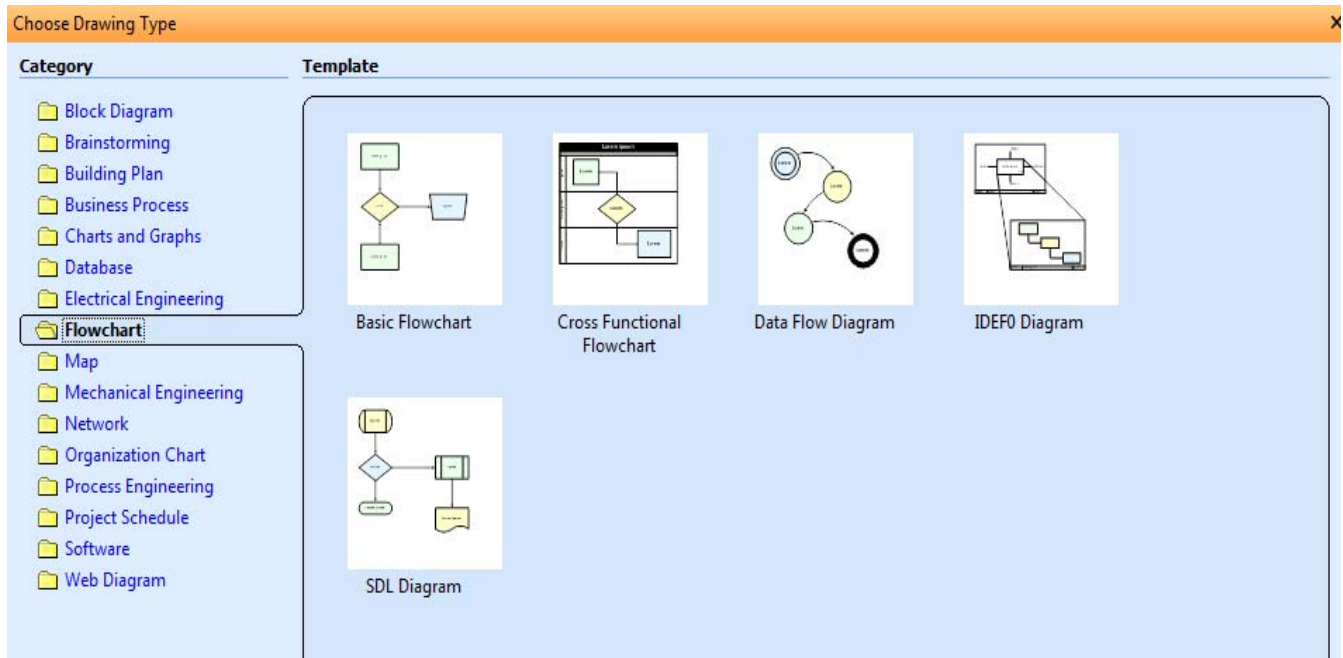 Choose Drawing Type
Category
Template
Block Diagram
Brainstorming
Building Plan
Business Process
Charts and Graphs
Database
Electrical Engineering
Flowchart
Map
Mechanical Engineering
Network
Organization Chart
Process Engineering
Project Schedule
Software
Web Diagram
Lorem Ipsum
Basic Flowchart
Cross Functional
Flowchart
Data Flow Diagram
IDEF0 Diagram
SDL Diagram